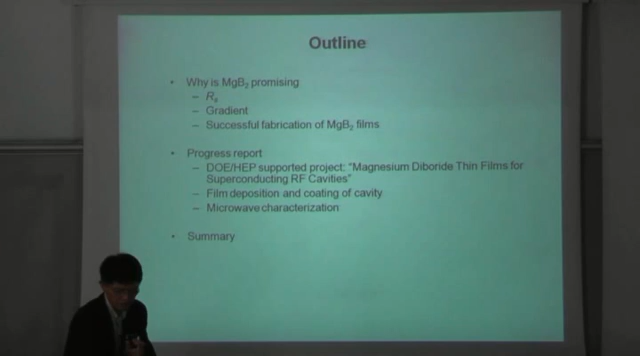 Outline
• Why is MgB₂ promising
– Rₛ
– Gradient
– Successful fabrication of MgB₂ films
• Progress report
– DOE/HEP supported project: "Magnesium Diboride Thin Films for
Superconducting RF Cavities"
– Film deposition and coating of cavity
– Microwave characterization
• Summary